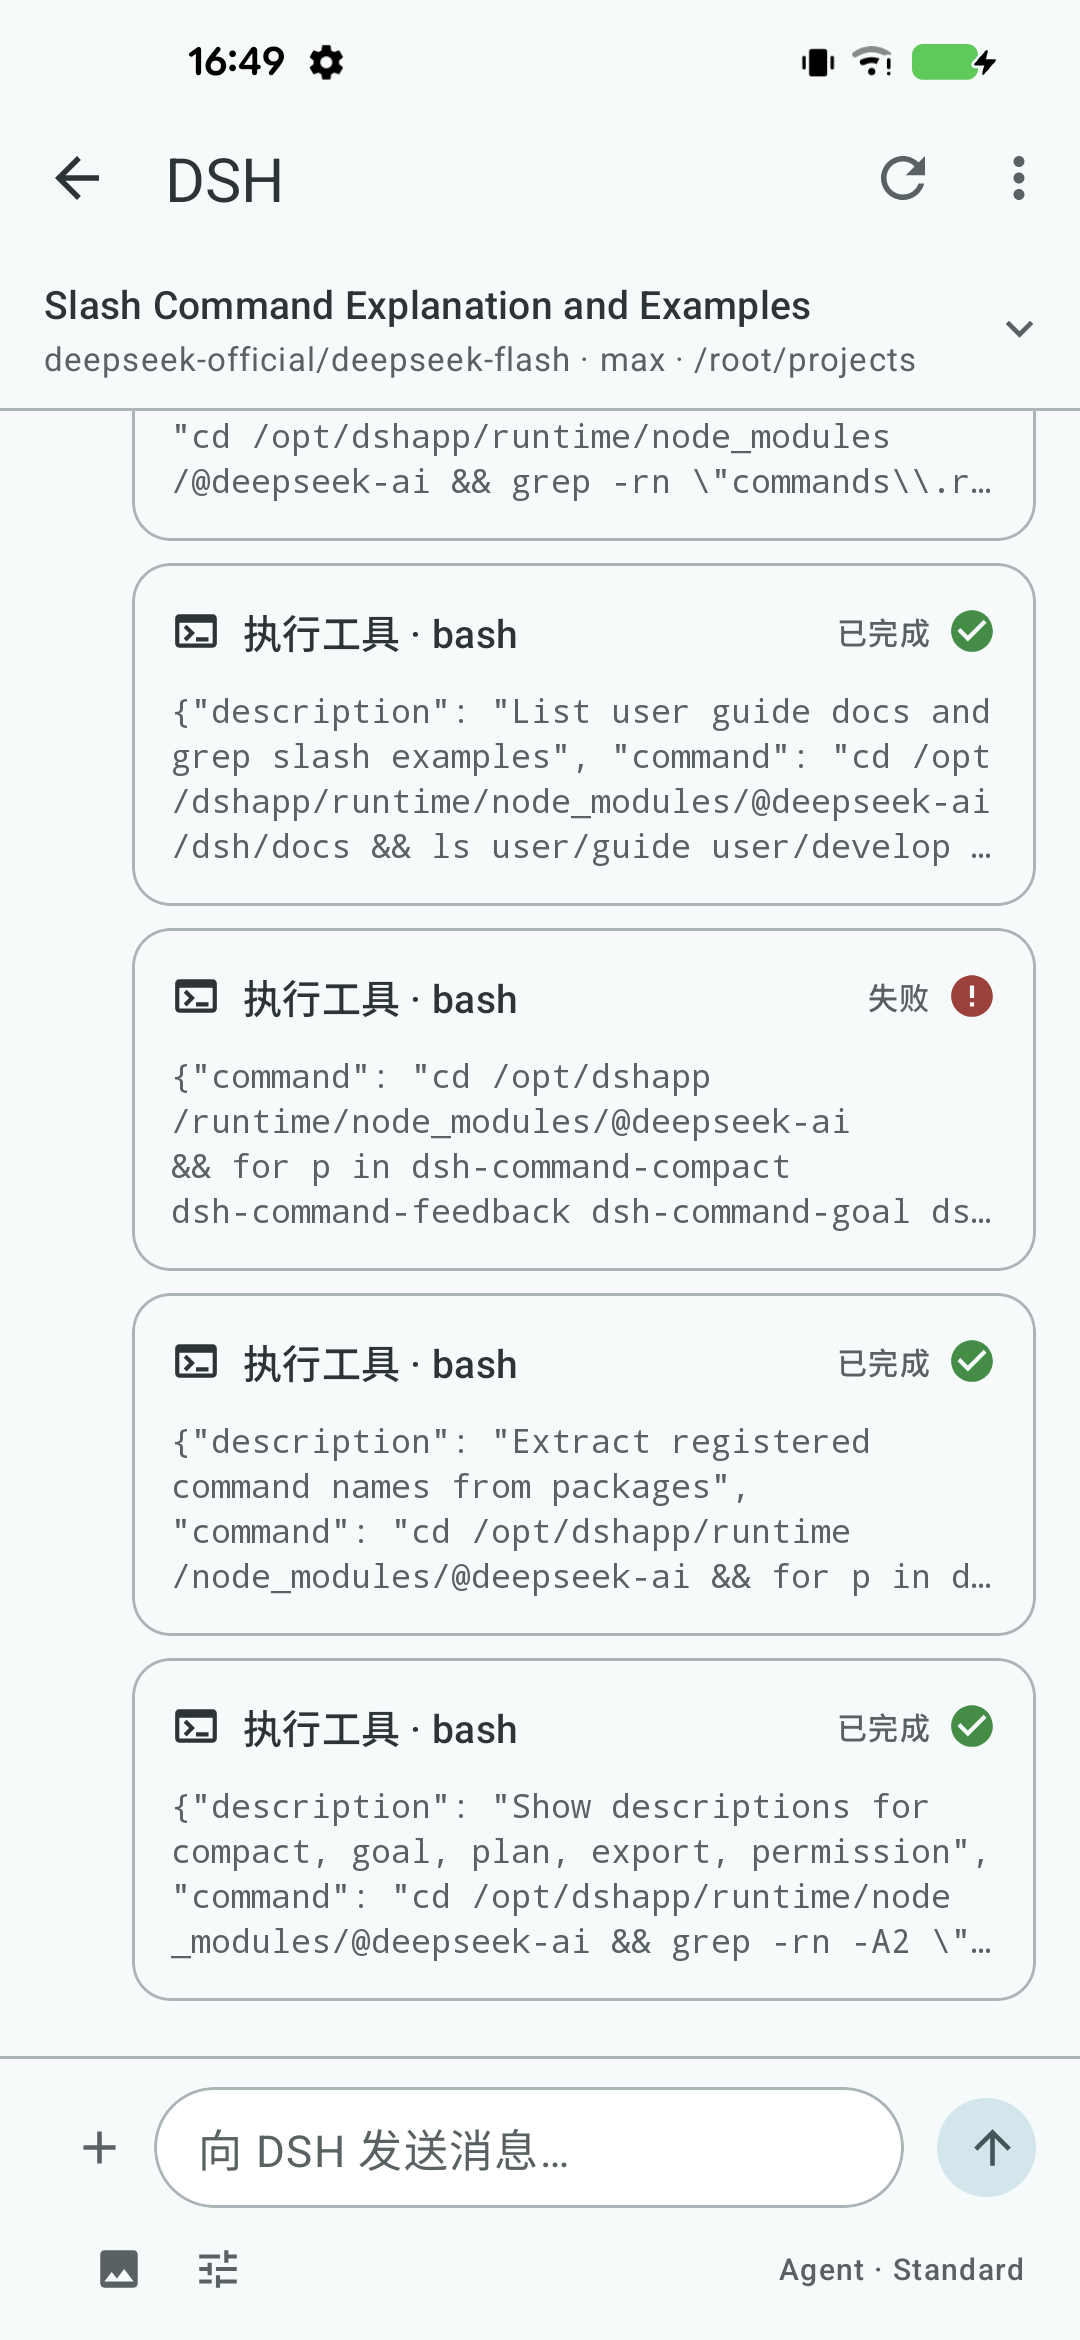 16:49
DSH
Slash Command Explanation and Examples
deepseek-official/deepseek-flash · max · /root/projects
"cd /opt/dshapp/runtime/node_modules
/@deepseek-ai && grep -rn \"commands\\.r…
执行工具 · bash 已完成
{"description": "List user guide docs and
grep slash examples", "command": "cd /opt
/dshapp/runtime/node_modules/@deepseek-ai
/dsh/docs && ls user/guide user/develop …
执行工具 · bash 失败
{"command": "cd /opt/dshapp
/runtime/node_modules/@deepseek-ai
&& for p in dsh-command-compact
dsh-command-feedback dsh-command-goal ds…
执行工具 · bash 已完成
{"description": "Extract registered
command names from packages",
"command": "cd /opt/dshapp/runtime
/node_modules/@deepseek-ai && for p in d…
执行工具 · bash 已完成
{"description": "Show descriptions for
compact, goal, plan, export, permission",
"command": "cd /opt/dshapp/runtime/node
_modules/@deepseek-ai && grep -rn -A2 \"…
向 DSH 发送消息…
Agent · Standard